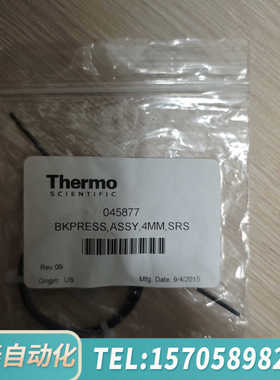 Thermo
SCIENTIFIC
045877
BKPRESS,ASSY,4MM,SRS
Rev.09
Origin: US Mfg. Date: 9/4/2015
自动化 TEL:157058982